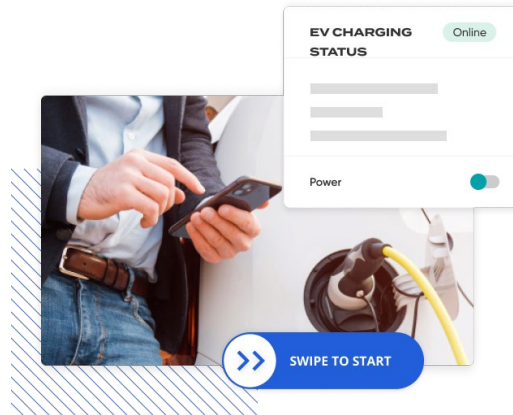 EV CHARGING
STATUS
Online
Power
SWIPE TO START